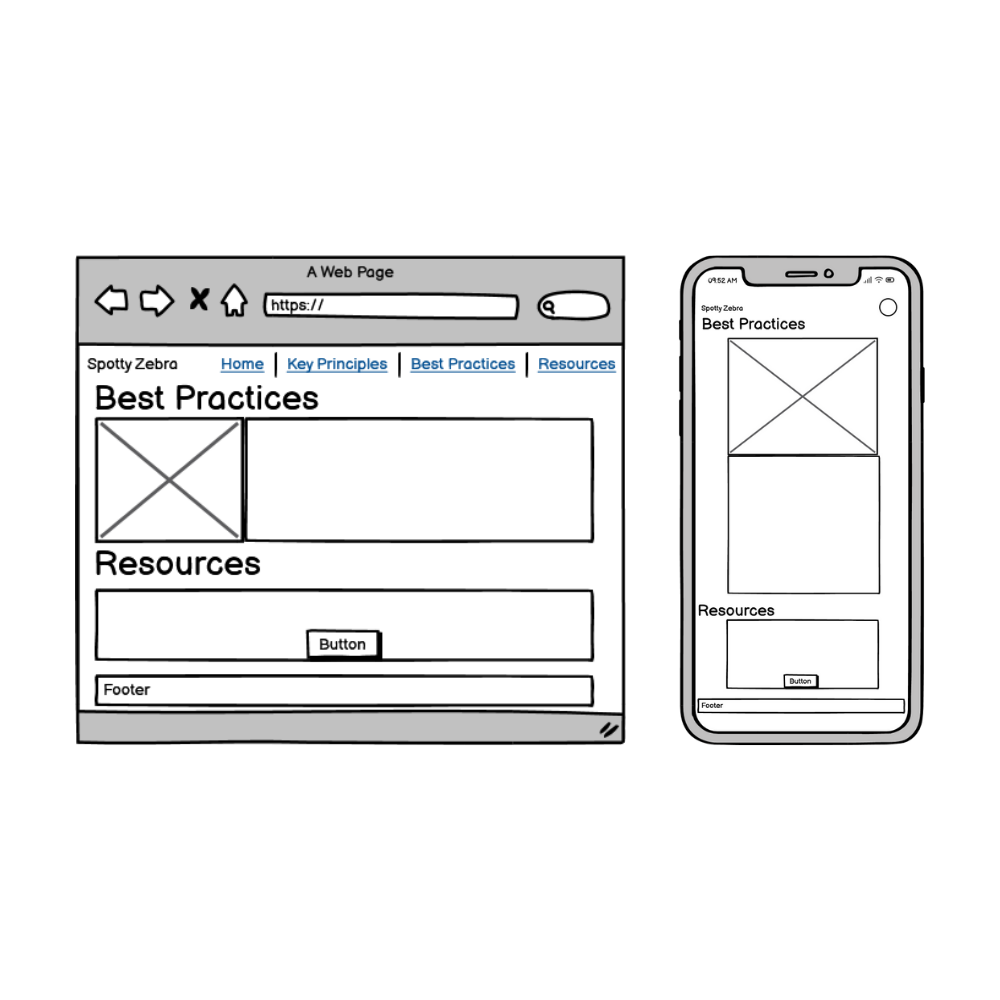 A Web Page
https://
Spotty Zebra Home Key Principles Best Practices Resources
Best Practices
Resources
Button
Footer
09:52 AM
Spotty Zebra
Best Practices
Resources
Button
Footer